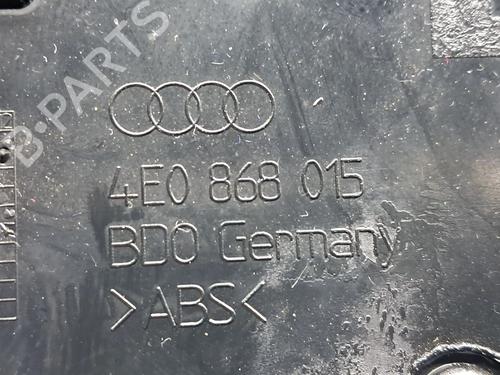 B-PARTS
4E0 868 015
BDO Germany
>ABS<